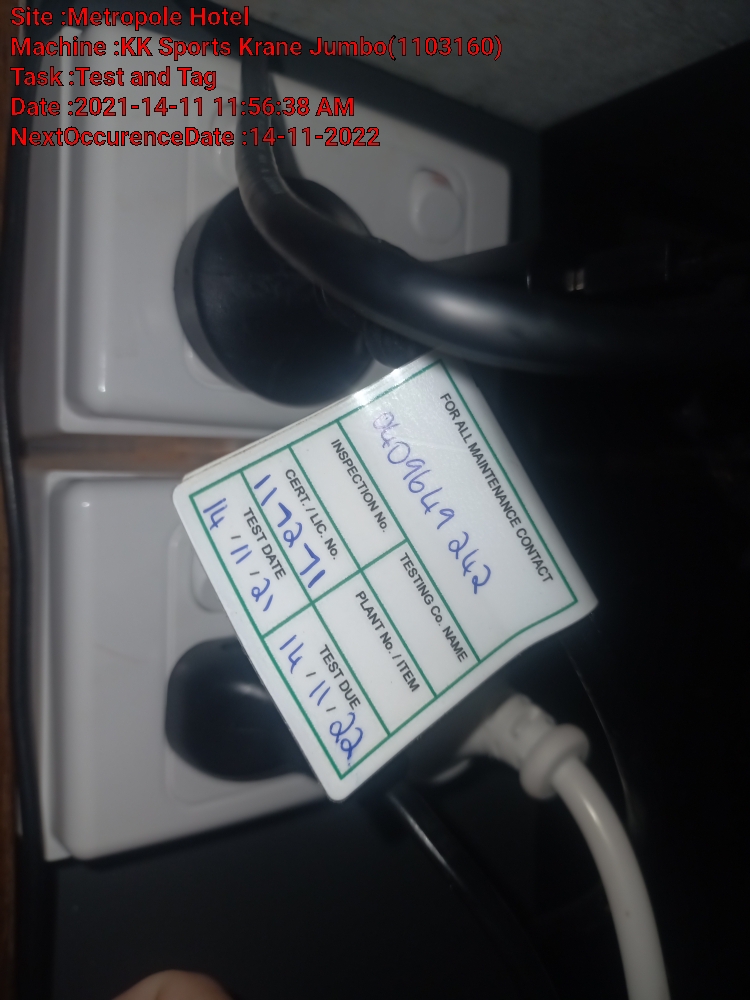 Site :Metropole Hotel
Machine :KK Sports Krane Jumbo(1103160)
Task :Test and Tag
Date :2021-14-11 11:56:38 AM
NextOccurenceDate :14-11-2022
FOR ALL MAINTENANCE CONTACT
0409649242
INSPECTION No.
TESTING Co. NAME
CERT. / LIC. No.
117271
PLANT No. / ITEM
TEST DATE
14/11/21
TEST DUE
14/11/22